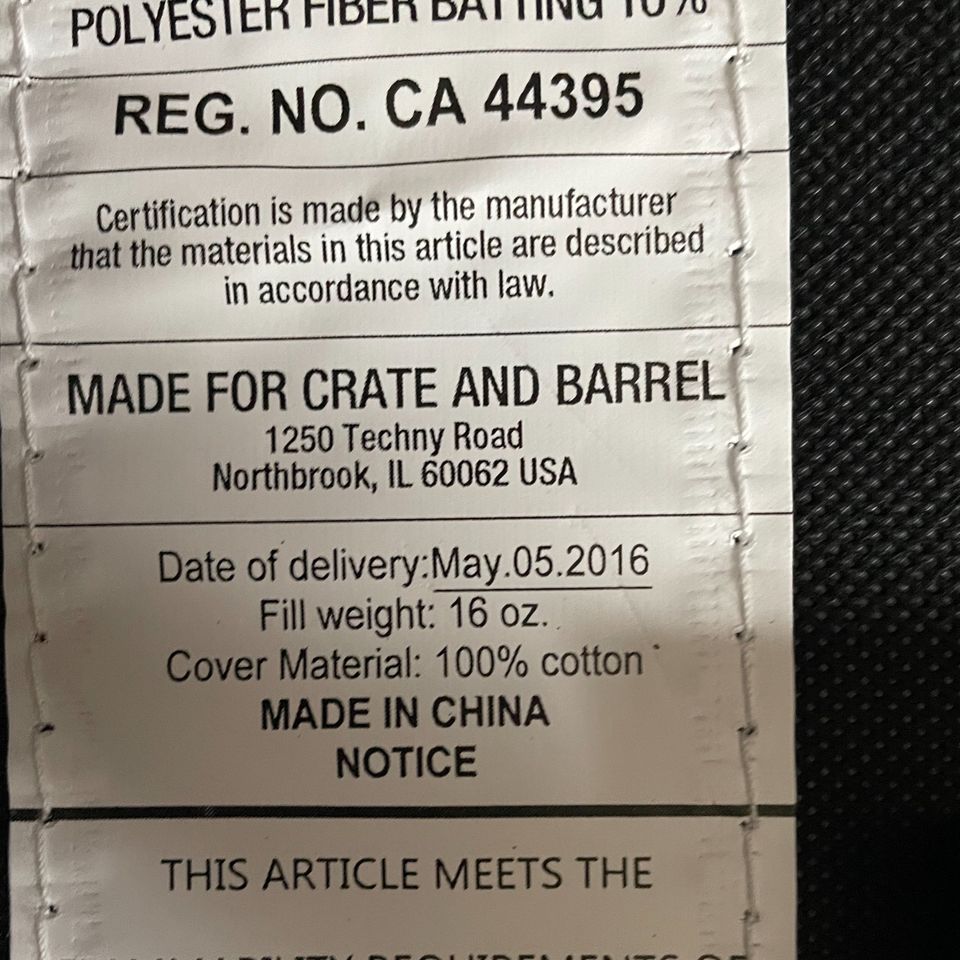 POLYESTER FIBER BATTING 10%
REG. NO. CA 44395
Certification is made by the manufacturer
that the materials in this article are described
in accordance with law.
MADE FOR CRATE AND BARREL
1250 Techny Road
Northbrook, IL 60062 USA
Date of delivery:May.05.2016
Fill weight: 16 oz.
Cover Material: 100% cotton
MADE IN CHINA
NOTICE
THIS ARTICLE MEETS THE
REQUIREMENTS OF